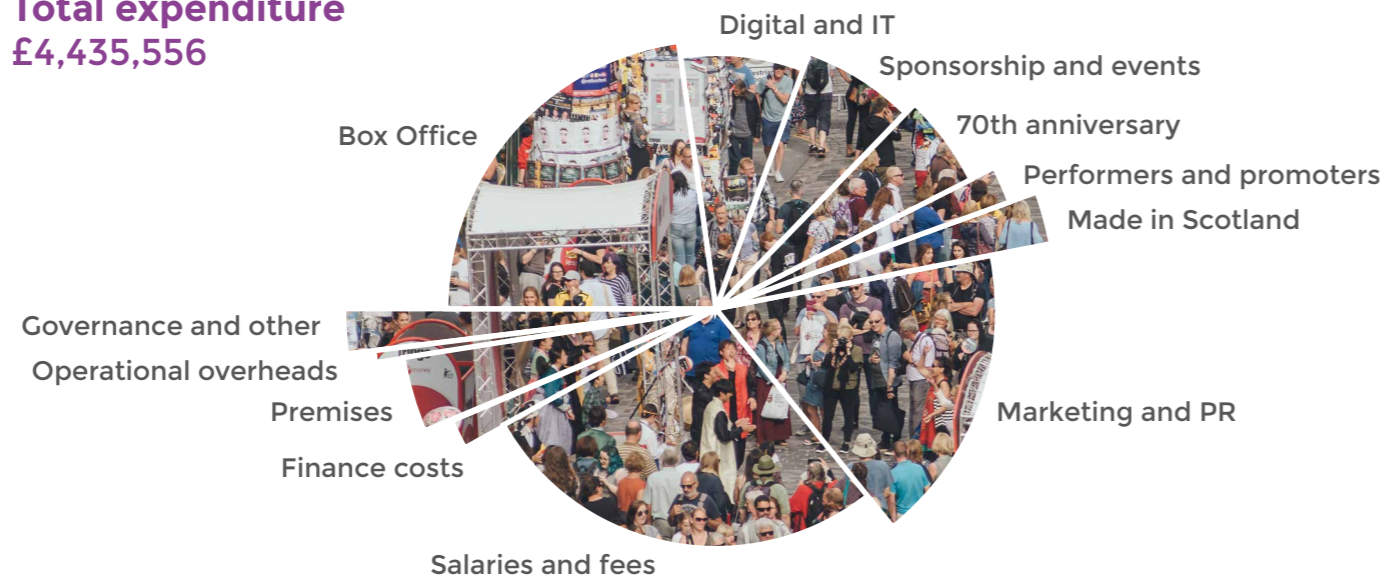 Total expenditure
£4,435,556
Digital and IT
Sponsorship and events
70th anniversary
Performers and promoters
Made in Scotland
Marketing and PR
Salaries and fees
Finance costs
Premises
Operational overheads
Governance and other
Box Office